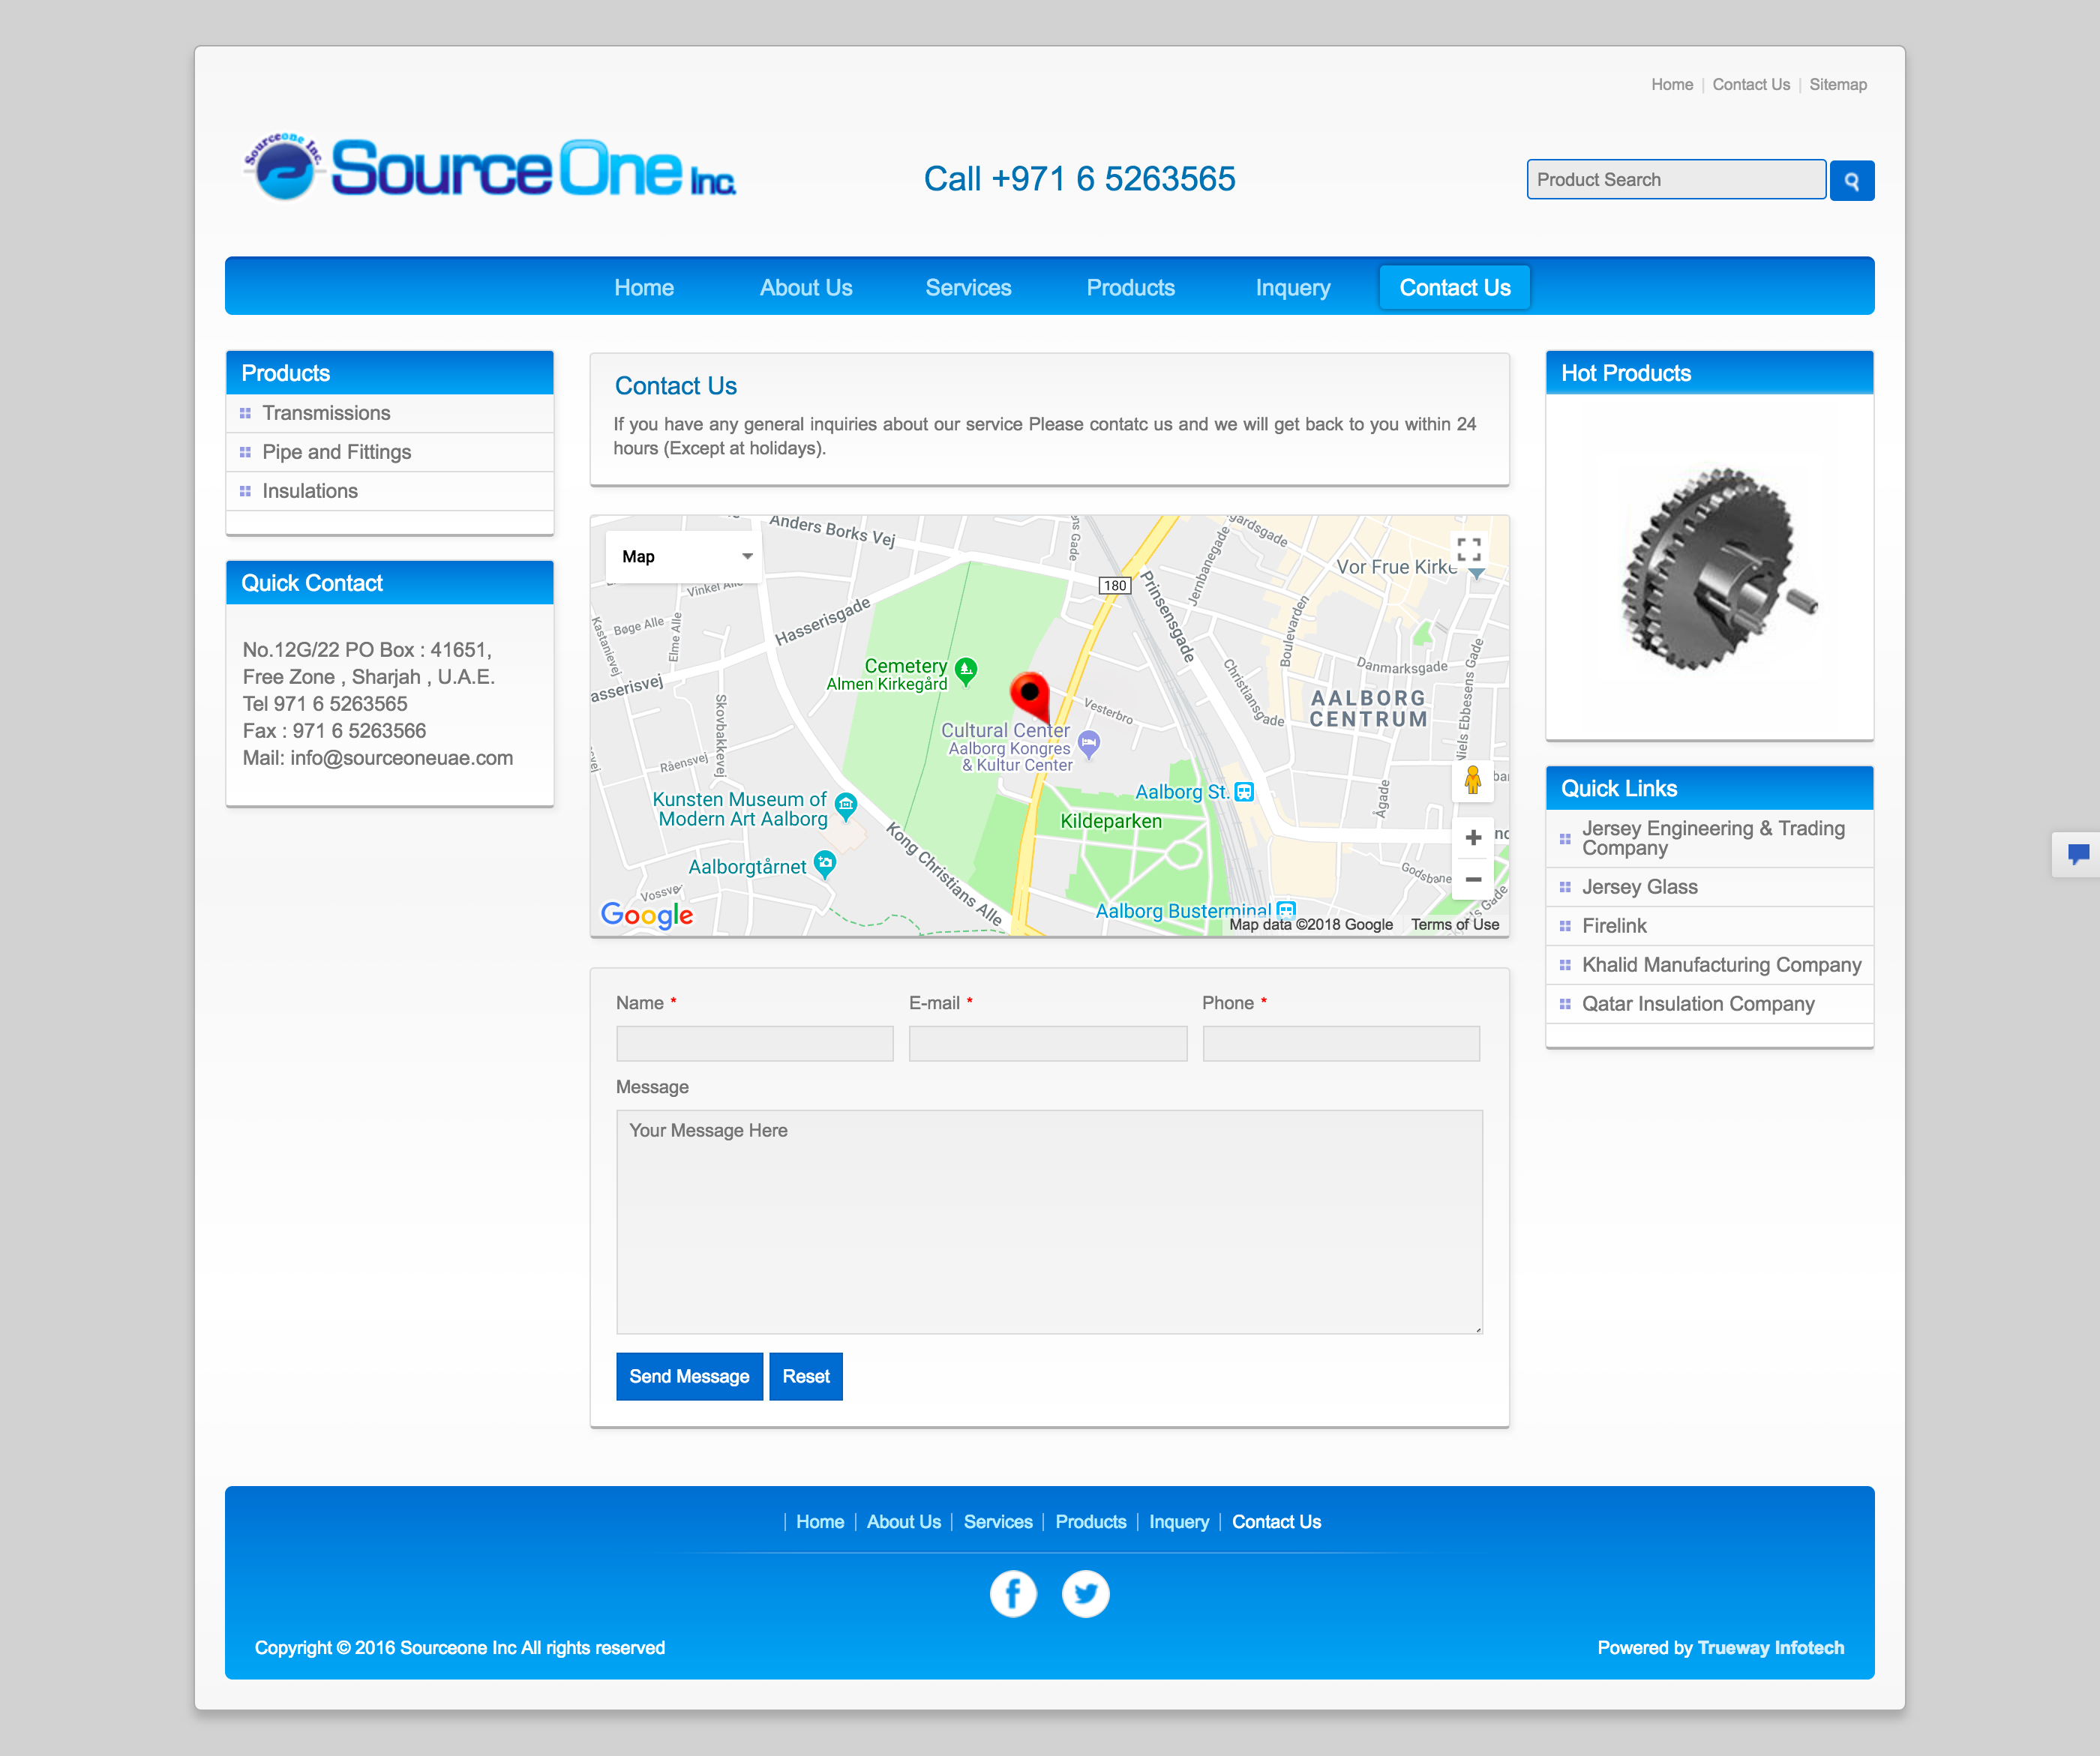 Home | Contact Us | Sitemap
Sourceone Inc.
Source One Inc.
Call +971 6 5263565
Product Search
Home About Us Services Products Inquery Contact Us
Products
Transmissions
Pipe and Fittings
Insulations
Quick Contact
No.12G/22 PO Box : 41651,
Free Zone , Sharjah , U.A.E.
Tel 971 6 5263565
Fax : 971 6 5263566
Mail: info@sourceoneuae.com
Contact Us
If you have any general inquiries about our service Please contatc us and we will get back to you within 24
hours (Except at holidays).
Map
Anders Borks Vej
Vinkel Alle
Bøge Alle
Elme Alle
Kastanievej
Hasserisgade
asserisvej
Skovbakkevej
Råensvej
Cemetery
Almen Kirkegård
180
Prinsensgade
Jernbanegade
Vor Frue Kirke
Boulevarden
Danmarksgade
Christiansgade
AALBORG
CENTRUM
Niels Ebbesens Gade
Vesterbro
Cultural Center
Aalborg Kongres
& Kultur Center
Kunsten Museum of
Modern Art Aalborg
Aalborgtårnet
Kong Christians Alle
Aalborg St.
Kildeparken
Ågade
Godsbane
Vossvej
Aalborg Busterminal
Google
Map data ©2018 Google Terms of Use
Name * E-mail * Phone *
Message
Your Message Here
Send Message Reset
Hot Products
Quick Links
Jersey Engineering & Trading
Company
Jersey Glass
Firelink
Khalid Manufacturing Company
Qatar Insulation Company
| Home | About Us | Services | Products | Inquery | Contact Us
Copyright © 2016 Sourceone Inc All rights reserved
Powered by Trueway Infotech